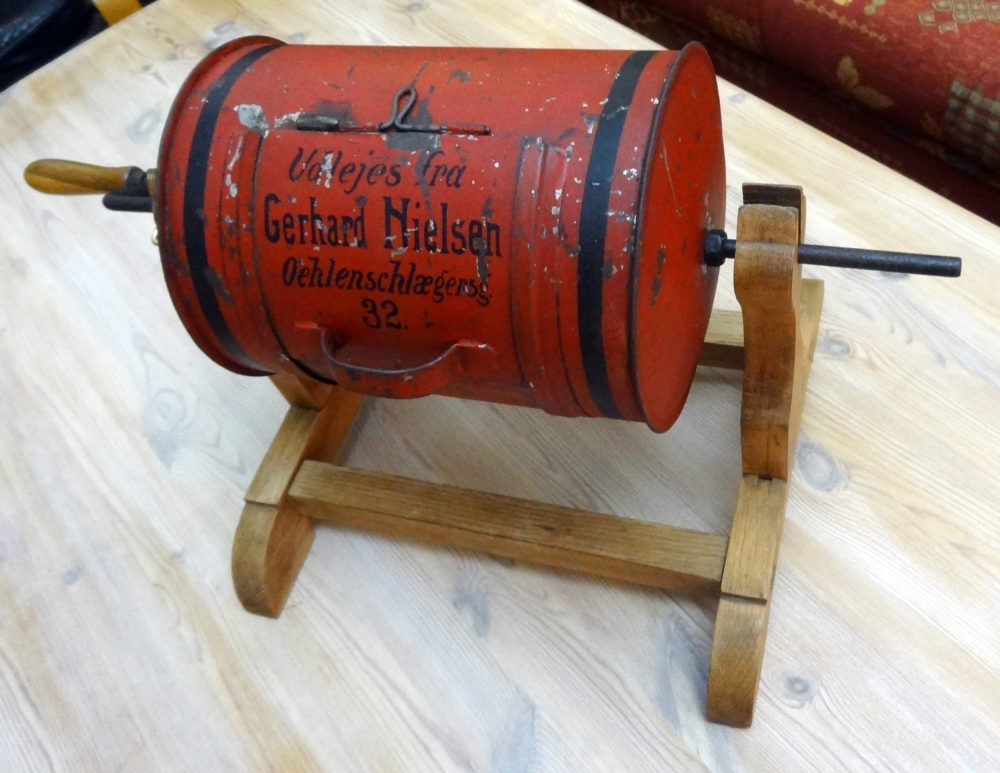 Udlejes fra
Gerhard Nielsen
Oehlenschlægersg.
32.